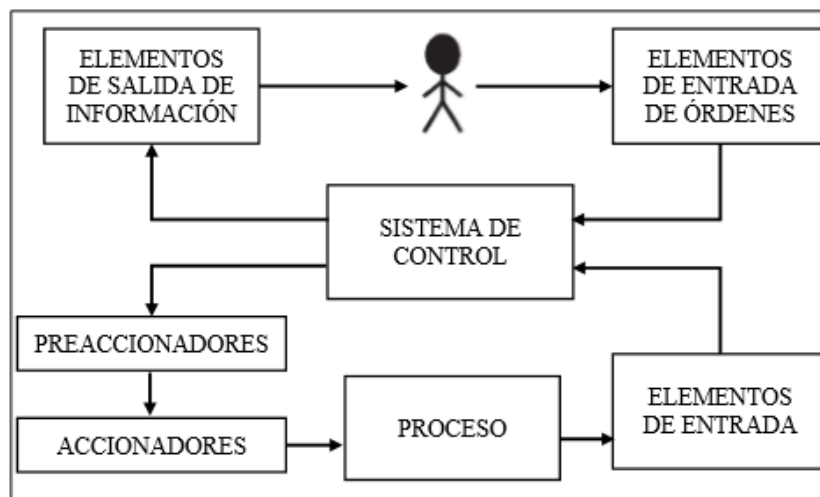 ELEMENTOS
DE SALIDA DE
INFORMACIÓN
ELEMENTOS
DE ENTRADA
DE ÓRDENES
SISTEMA DE
CONTROL
PREACCIONADORES
ACCIONADORES
PROCESO
ELEMENTOS
DE ENTRADA